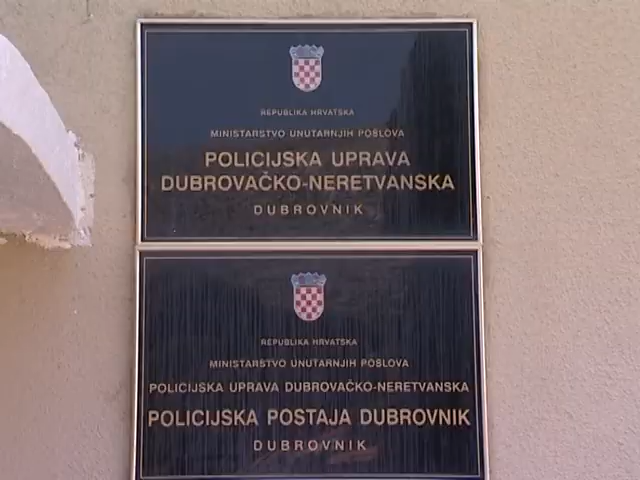 REPUBLIKA HRVATSKA
MINISTARSTVO UNUTARNJIH POSLOVA
POLICIJSKA UPRAVA
DUBROVAČKO-NERETVANSKA
DUBROVNIK
REPUBLIKA HRVATSKA
MINISTARSTVO UNUTARNJIH POSLOVA
POLICIJSKA UPRAVA DUBROVAČKO-NERETVANSKA
POLICIJSKA POSTAJA DUBROVNIK
DUBROVNIK